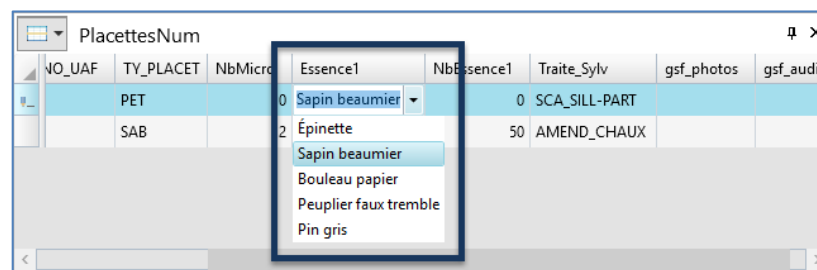 PlacettesNum
NO_UAF TY_PLACET NbMicro Essence1 NbEssence1 Traite_Sylv gsf_photos gsf_audi
PET 0 Sapin beaumier 0 SCA_SILL-PART
SAB 2 Épinette 50 AMEND_CHAUX
Sapin beaumier
Bouleau papier
Peuplier faux tremble
Pin gris